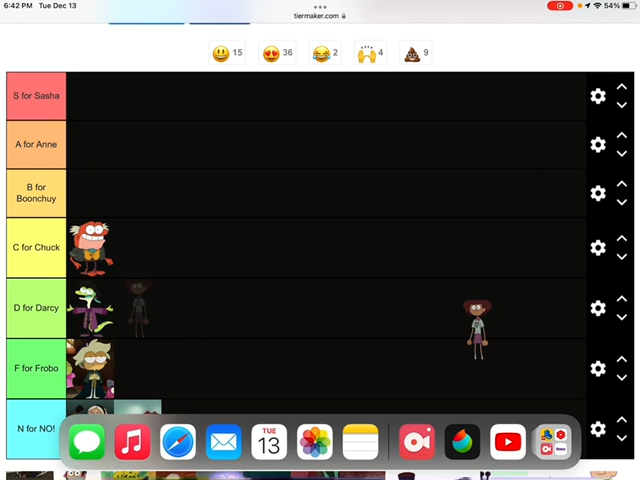 6:42 PM Tue Dec 13
54%
tiermaker.com
15
36
2
4
9
S for Sasha
A for Anne
B for
Boonchuy
C for Chuck
D for Darcy
F for Frobo
N for NO!
TUE
13